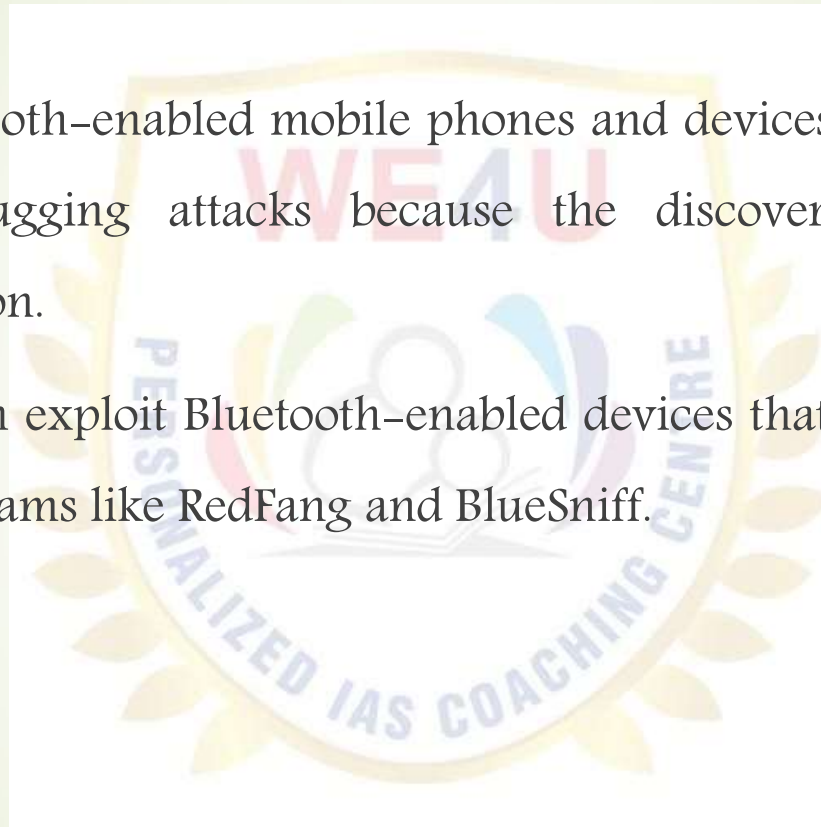 ooth-enabled mobile phones and devices
ugging attacks because the discover
on.
n exploit Bluetooth-enabled devices that
ams like RedFang and BlueSniff.
WE4U
PERSONALIZED IAS COACHING CENTRE